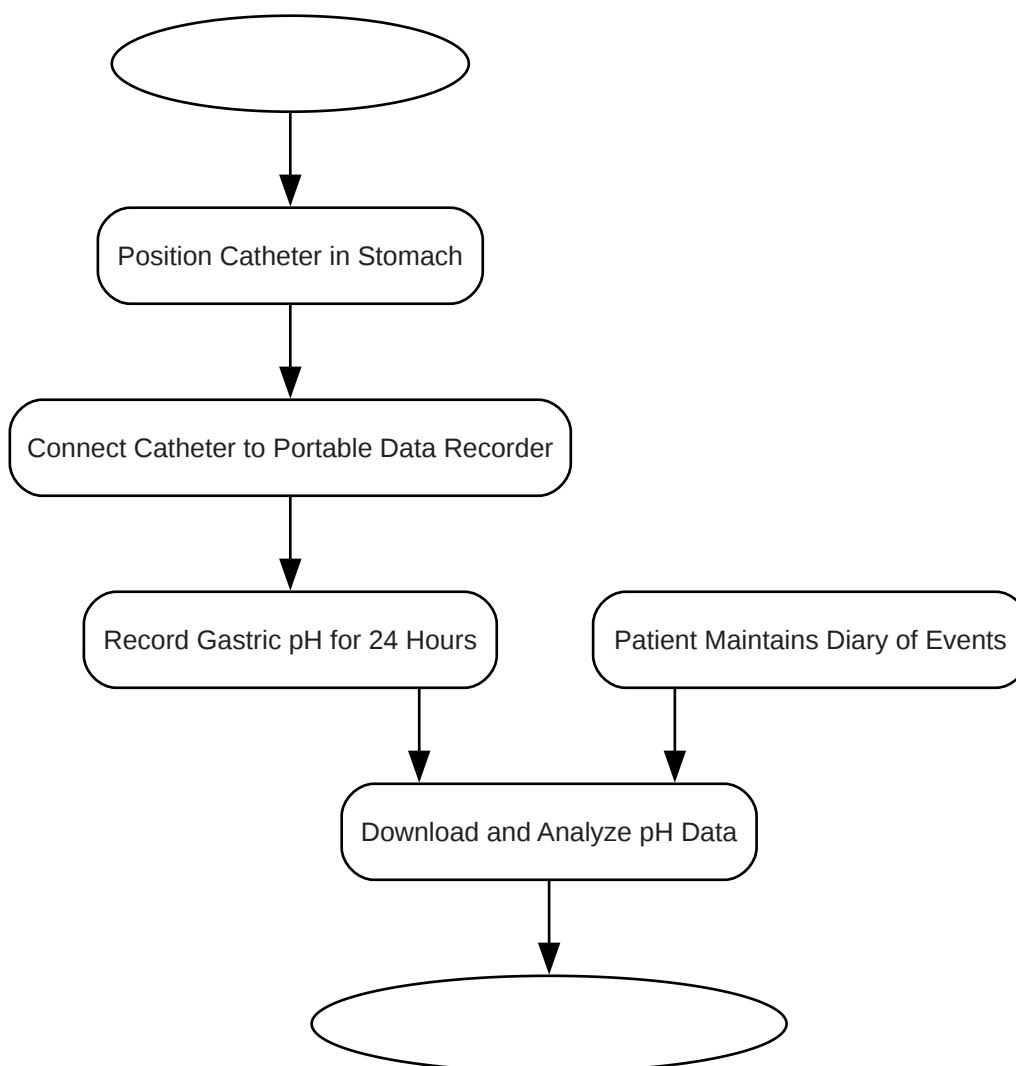 Position Catheter in Stomach
Connect Catheter to Portable Data Recorder
Record Gastric pH for 24 Hours
Patient Maintains Diary of Events
Download and Analyze pH Data